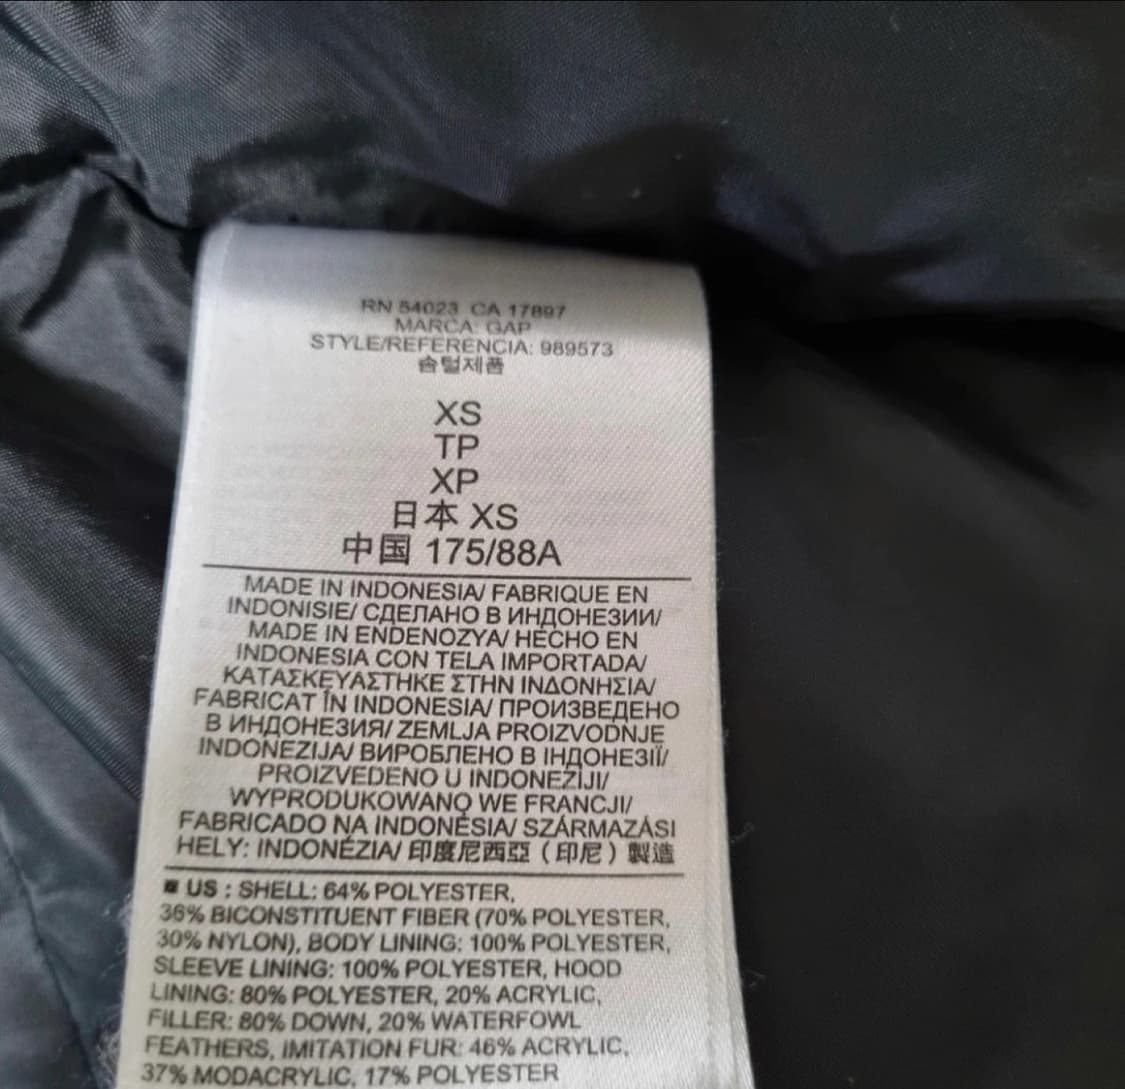 RN 54023 CA 17897
MARCA: GAP
STYLE/REFERENCIA: 989573
솜털제품
XS
TP
XP
日本 XS
中国 175/88A
MADE IN INDONESIA/ FABRIQUE EN
INDONISIE/ СДЕЛАНО В ИНДОНЕЗИИ/
MADE IN ENDENOZYA/ HECHO EN
INDONESIA CON TELA IMPORTADA/
ΚΑΤΑΣΚΕΥΑΣΤΗΚΕ ΣΤΗΝ ΙΝΔΟΝΗΣΙΑ/
FABRICAT ÎN INDONESIA/ ПРОИЗВЕДЕНО
В ИНДОНЕЗИЯ/ ZEMLJA PROIZVODNJE
INDONEZIJA/ ВИРОБЛЕНО В ІНДОНЕЗІЇ/
PROIZVEDENO U INDONEZIJI/
WYPRODUKOWANO WE FRANCJI/
FABRICADO NA INDONÉSIA/ SZÁRMAZÁSI
HELY: INDONÉZIA/ 印度尼西亞 (印尼) 製造
US : SHELL: 64% POLYESTER,
36% BICONSTITUENT FIBER (70% POLYESTER,
30% NYLON), BODY LINING: 100% POLYESTER,
SLEEVE LINING: 100% POLYESTER, HOOD
LINING: 80% POLYESTER, 20% ACRYLIC,
FILLER: 80% DOWN, 20% WATERFOWL
FEATHERS, IMITATION FUR: 46% ACRYLIC,
37% MODACRYLIC, 17% POLYESTER